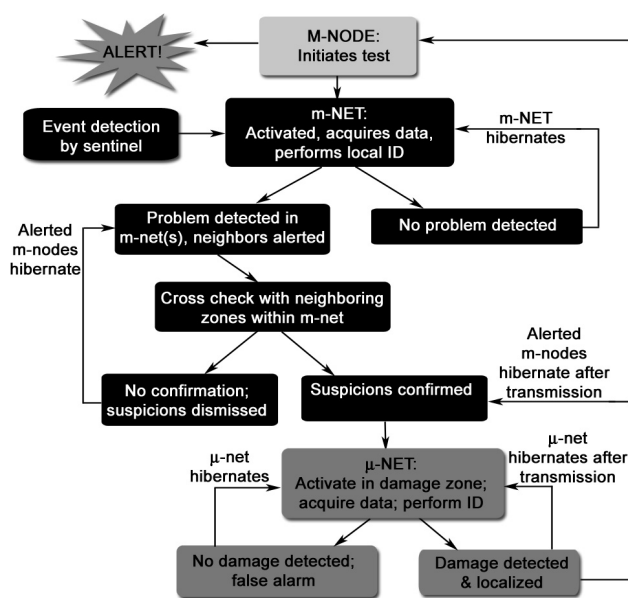 ALERT!
M-NODE:
Initiates test
Event detection
by sentinel
m-NET:
Activated, acquires data,
performs local ID
m-NET
hibernates
Alerted
m-nodes
hibernate
Problem detected in
m-net(s), neighbors alerted
No problem detected
Cross check with neighboring
zones within m-net
Alerted
m-nodes
hibernate after
transmission
No confirmation;
suspicions dismissed
Suspicions confirmed
μ-net
hibernates
μ-NET:
Activate in damage zone;
acquire data; perform ID
μ-net
hibernates after
transmission
No damage detected;
false alarm
Damage detected
& localized